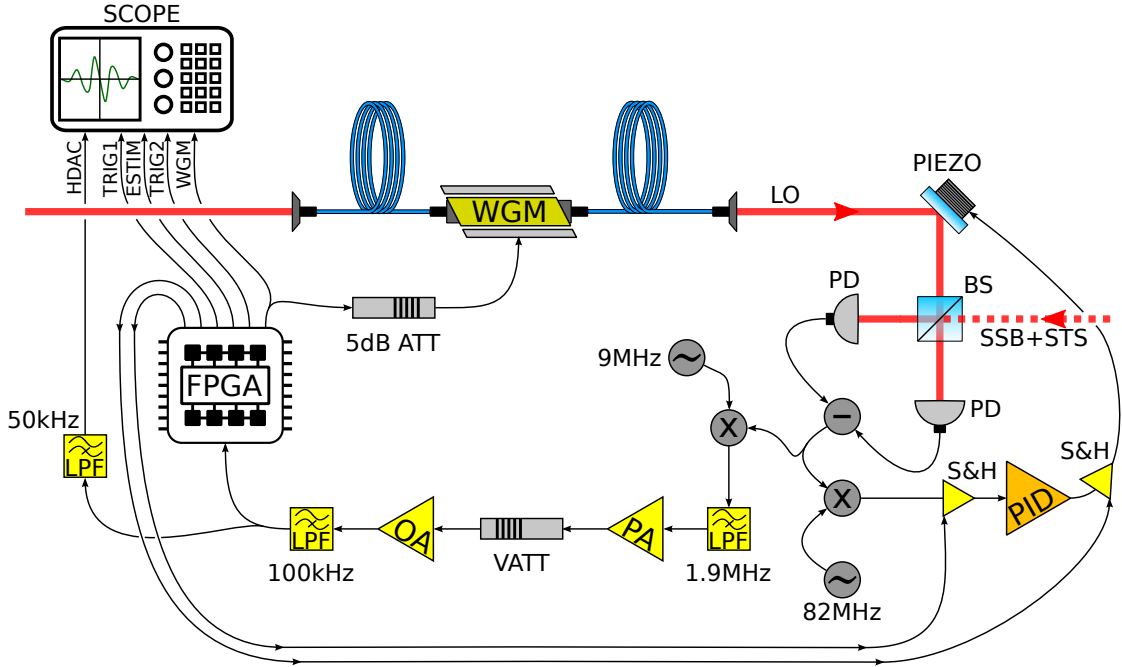 SCOPE
HDAC
TRIG1
ESTIM
TRIG2
WGM
WGM
LO
PIEZO
PD
BS
SSB+STS
5dB ATT
9MHz
FPGA
X
−
PD
50kHz
LPF
S&H
S&H
X
PID
OA
PA
LPF
LPF
VATT
100kHz
1.9MHz
82MHz